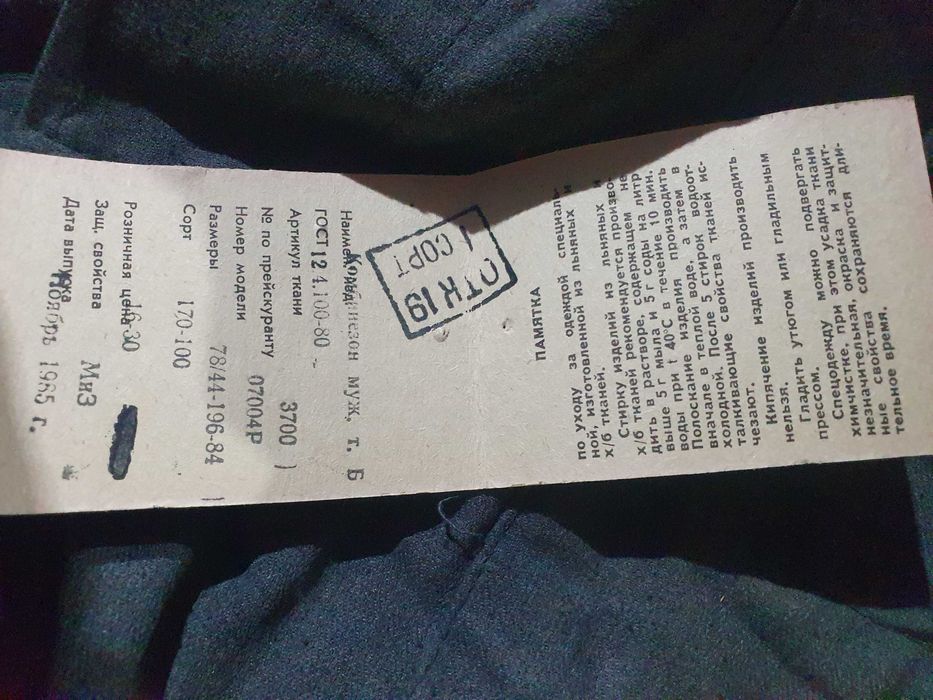 Наимен. изд. Комбинезон муж, т. Б
ГОСТ 12.4.100-80
Артикул ткани 3700
№ по прейскуранту 07004Р
Номер модели
Размеры 78/44-196-84
Сорт 170-100
Розничная цена 16-30
Защ. свойства МиЗ
Дата выпуска Ноябрь 1985 г.
ОТК 19
1 СОРТ
ПАМЯТКА
по уходу за одеждой специаль-
ной, изготовленной из льняных и
х/б тканей.
Стирку изделий из льняных и
х/б тканей рекомендуется произво-
дить в растворе, содержащем не
выше 5 г мыла и 5 г соды на литр
воды при t 40°С в течение 10 мин.
Полоскание изделия производить
вначале в теплой воде, затем в
холодной. После 5 стирок водоот-
талкивающие свойства тканей ис-
чезают.
Кипячение изделий производить
нельзя.
Гладить утюгом или гладильным
прессом.
Спецодежду можно подвергать
химчистке, при этом усадка ткани
незначительная, окраска и защит-
ные свойства сохраняются дли-
тельное время.